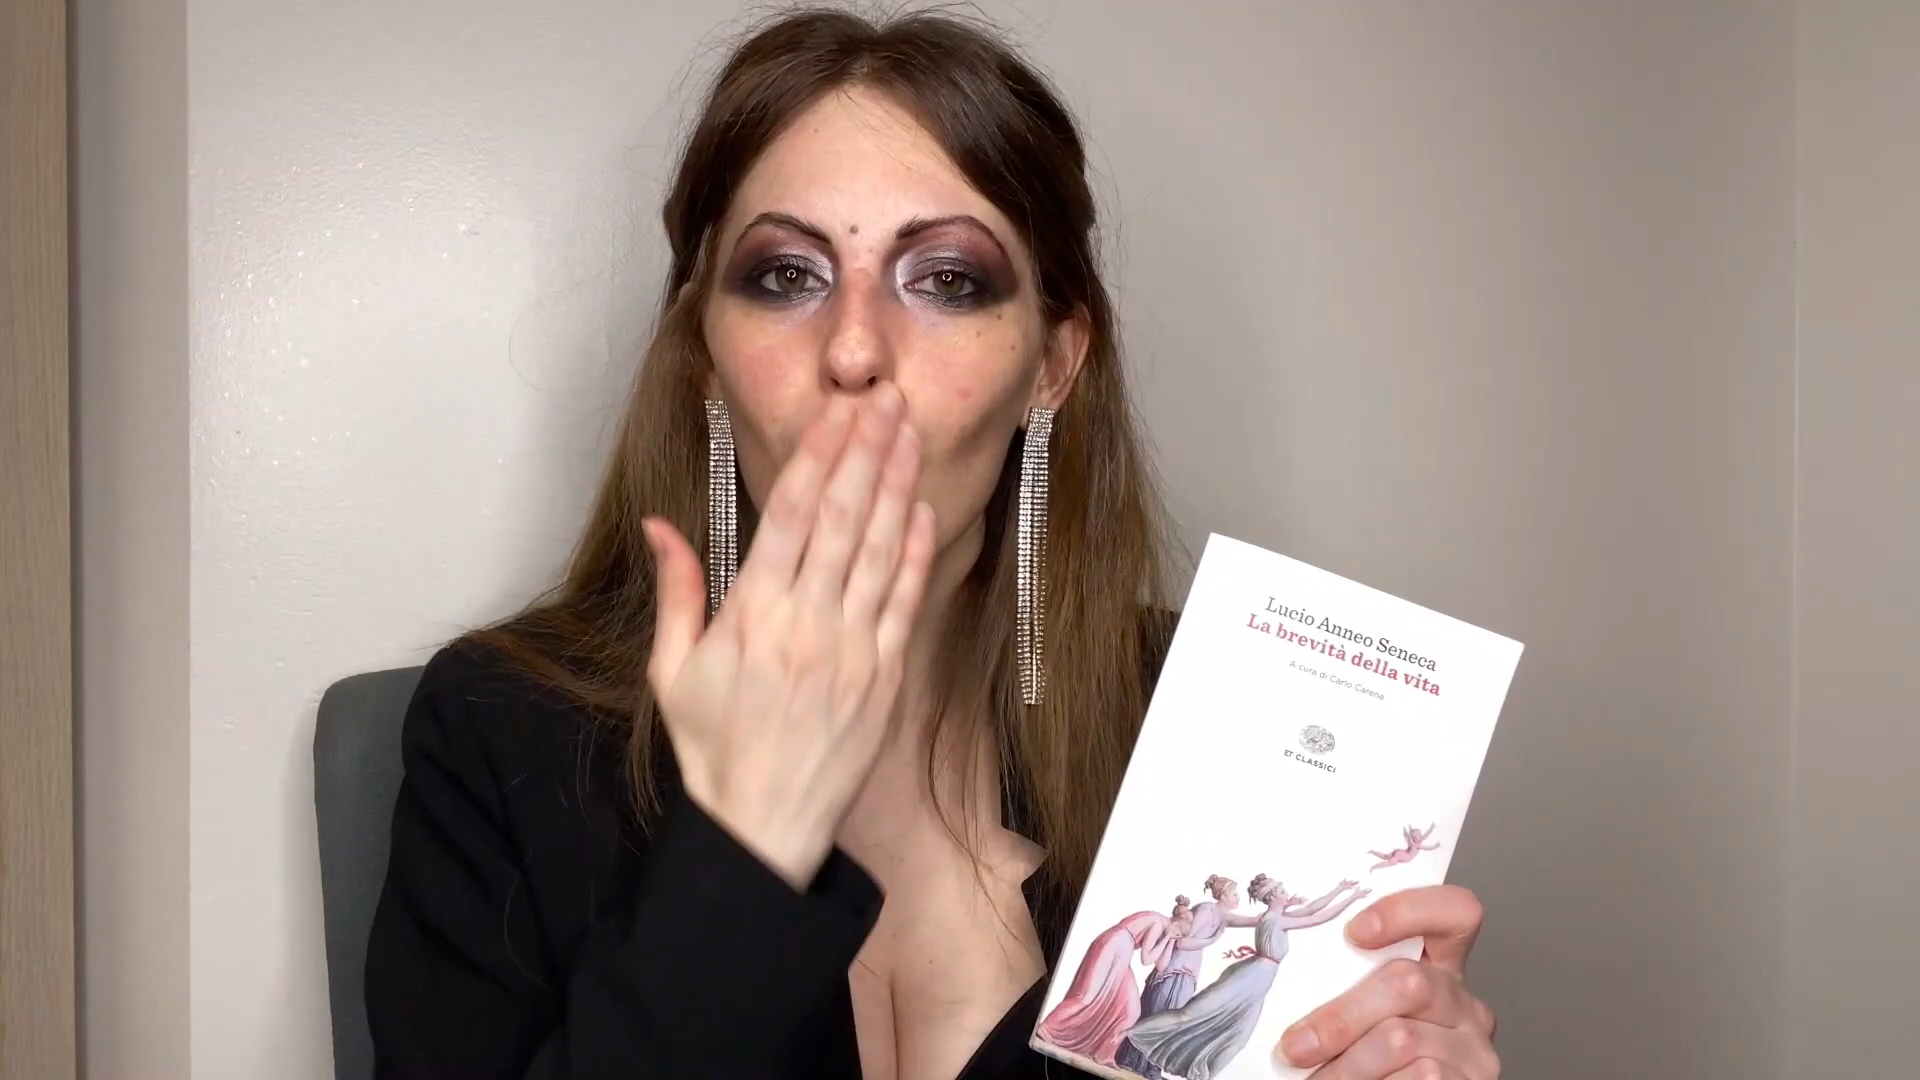 Lucio Anneo Seneca
La brevità della vita
A cura di Carlo Carena
ET CLASSICI